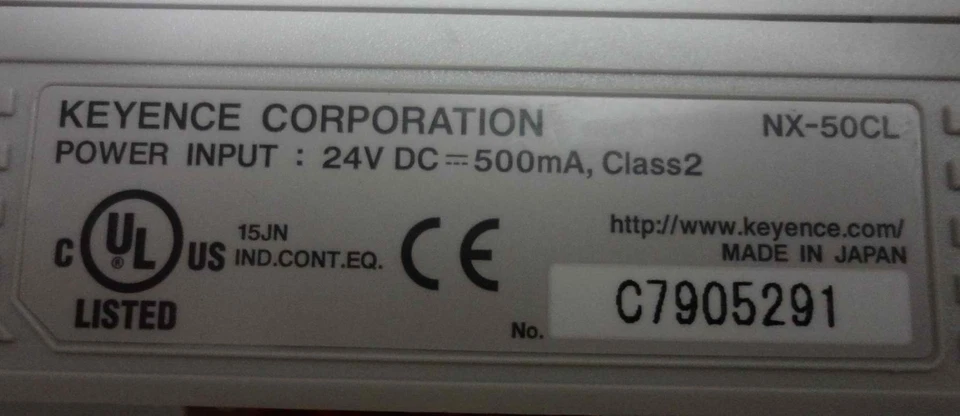 KEYENCE CORPORATION NX-50CL
POWER INPUT : 24V DC ⎓ 500mA, Class2
C UL® US LISTED
15JN
IND.CONT.EQ.
CE
http://www.keyence.com/
MADE IN JAPAN
No. C7905291